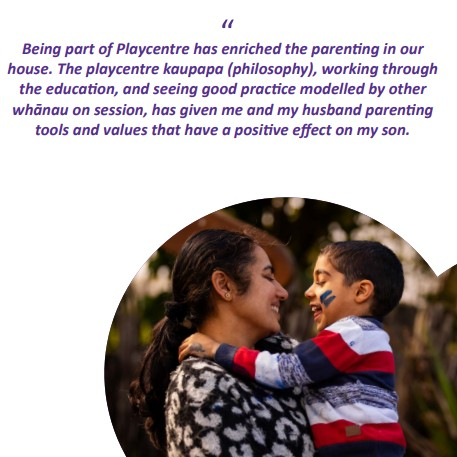 “
Being part of Playcentre has enriched the parenting in our
house. The playcentre kaupapa (philosophy), working through
the education, and seeing good practice modelled by other
whānau on session, has given me and my husband parenting
tools and values that have a positive effect on my son.